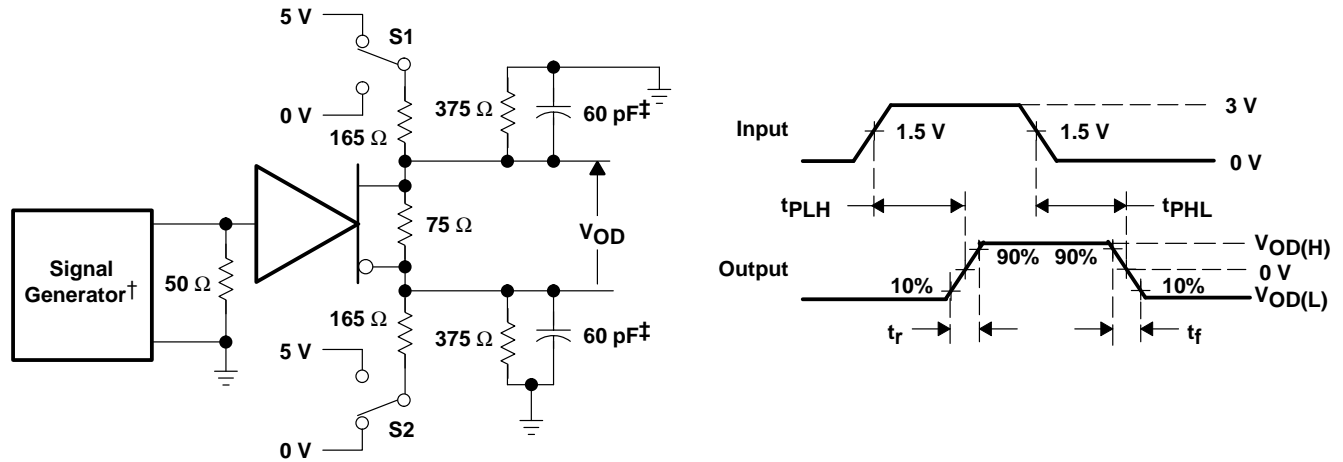 5 V
S1
0 V
165 Ω
375 Ω
60 pF‡
Signal
Generator†
50 Ω
75 Ω
VOD
165 Ω
375 Ω
60 pF‡
5 V
S2
0 V
Input
1.5 V
1.5 V
3 V
0 V
tPLH
tPHL
Output
10%
90%
90%
10%
VOD(H)
0 V
VOD(L)
tr
tf